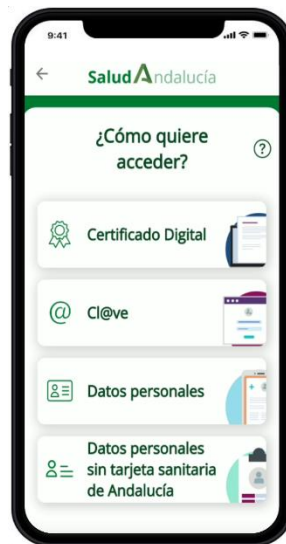 9:41
Salud Andalucía
¿Cómo quiere
acceder?
?
Certificado Digital
@ Cl@ve
Datos personales
Datos personales
sin tarjeta sanitaria
de Andalucía